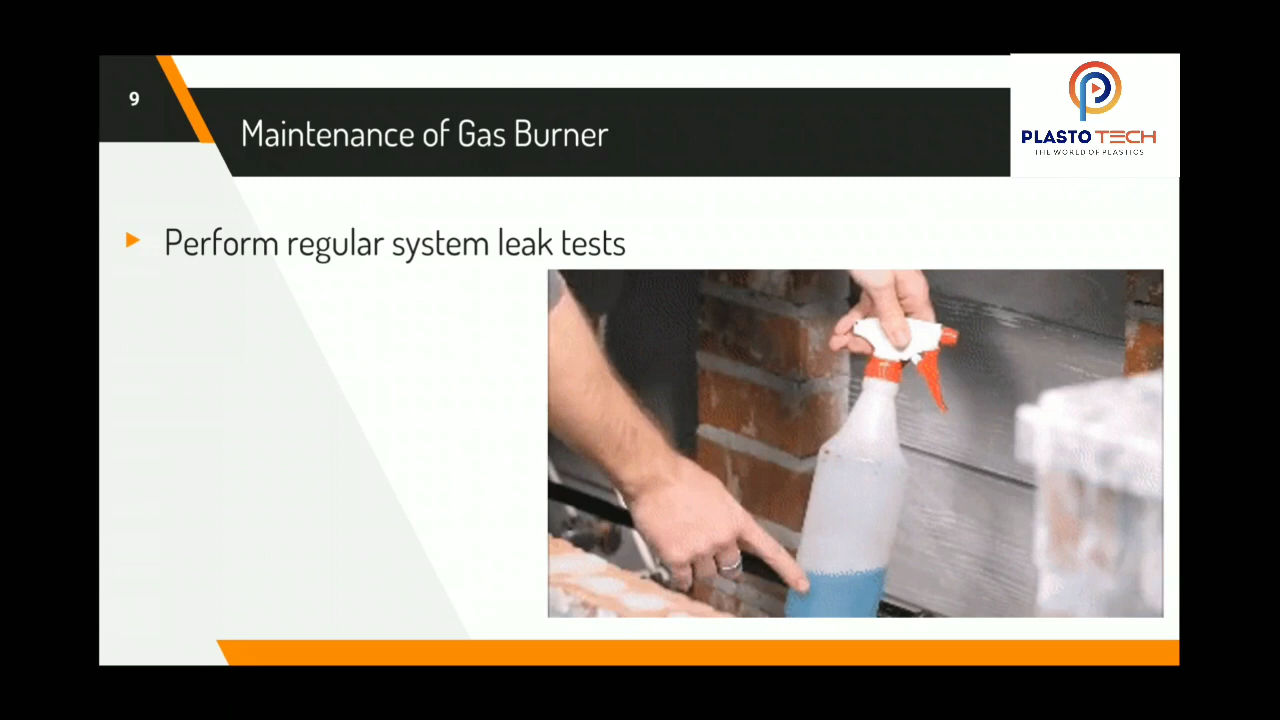 9
Maintenance of Gas Burner
PLASTO TECH
THE WORLD OF PLASTICS
Perform regular system leak tests